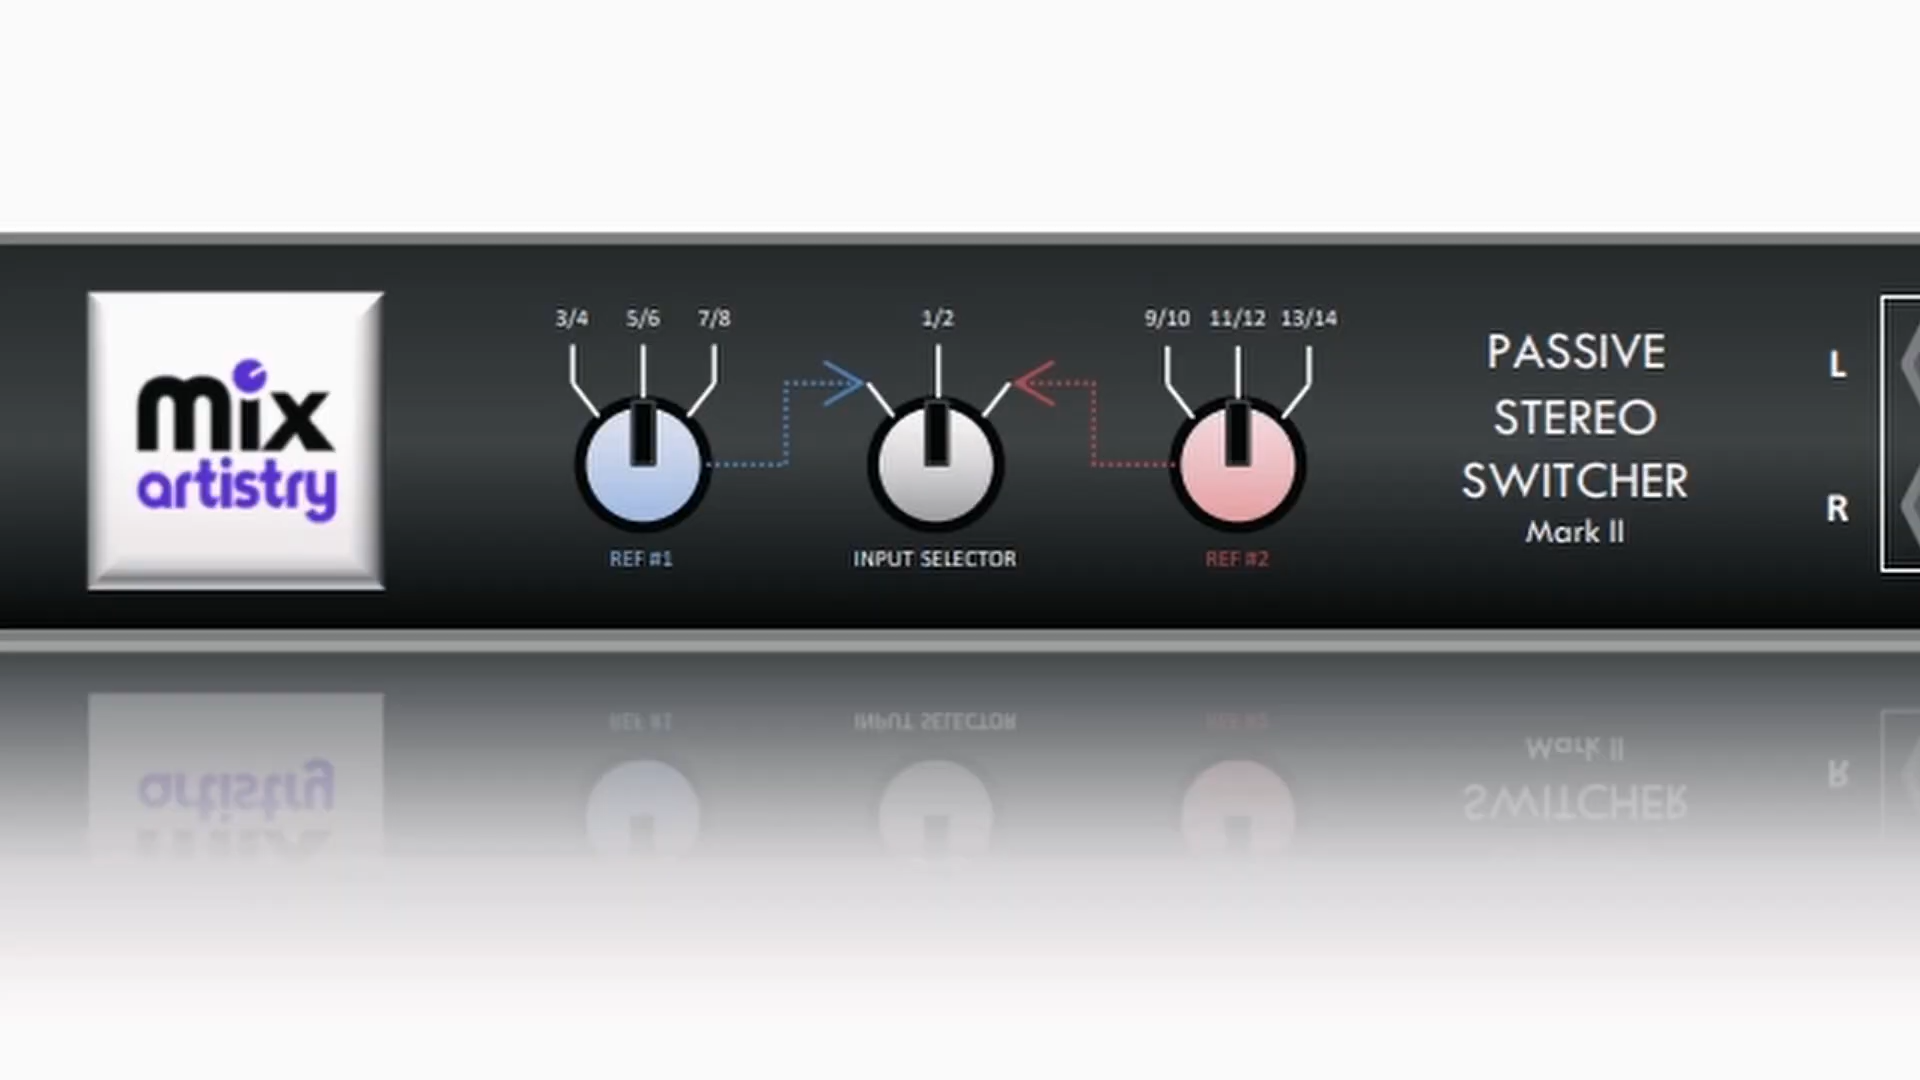 mix
artistry
3/4 5/6 7/8
1/2
9/10 11/12 13/14
REF #1
INPUT SELECTOR
REF #2
PASSIVE
STEREO
SWITCHER
Mark II
L
R